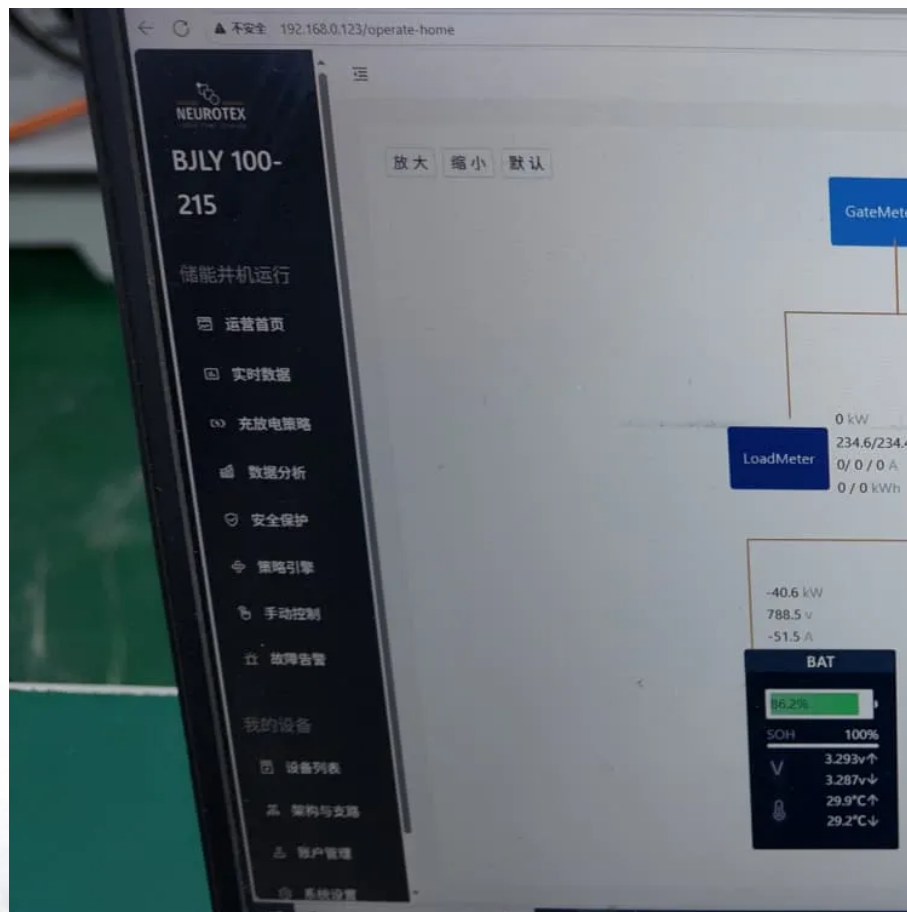 不安全 192.168.0.123/operate-home
NEUROTEX
BJLY 100-
215
放大 缩小 默认
GateMete
储能并机运行
运营首页
实时数据
充放电策略
数据分析
安全保护
策略引擎
手动控制
故障告警
我的设备
设备列表
架构与支路
账户管理
系统设置
LoadMeter
0 kW
234.6/234.4
0/ 0 / 0 A
0 / 0 kWh
-40.6 kW
788.5 v
-51.5 A
BAT
86.2%
SOH 100%
V
3.293v↑
3.287v↓
29.9°C↑
29.2°C↓